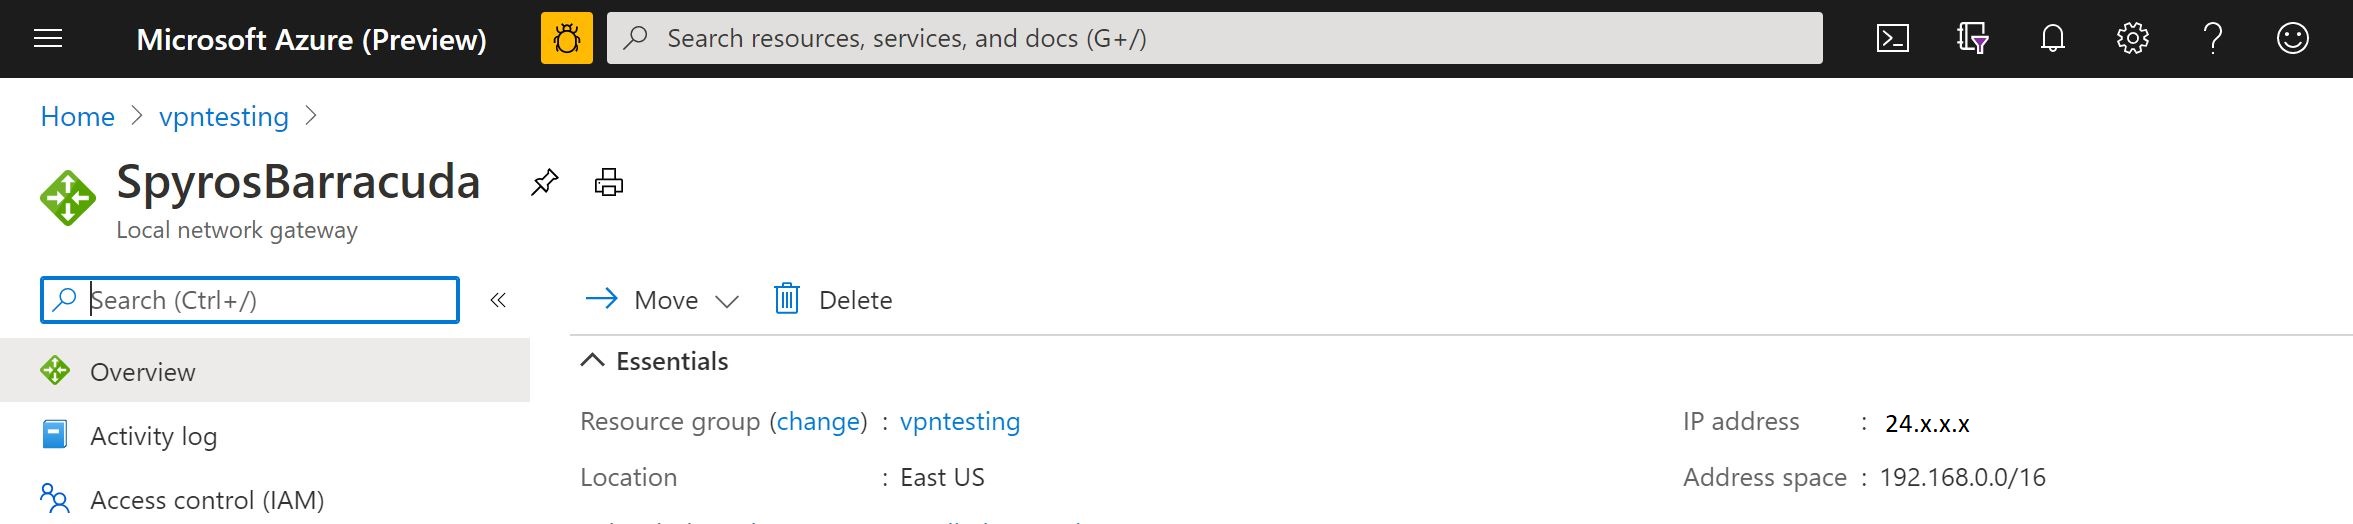 Microsoft Azure (Preview)
Search resources, services, and docs (G+/)
Home > vpntesting >
SpyrosBarracuda
Local network gateway
Search (Ctrl+/)
«
Move
Delete
Overview
Activity log
Access control (IAM)
Essentials
Resource group (change) : vpntesting
Location : East US
IP address : 24.x.x.x
Address space : 192.168.0.0/16